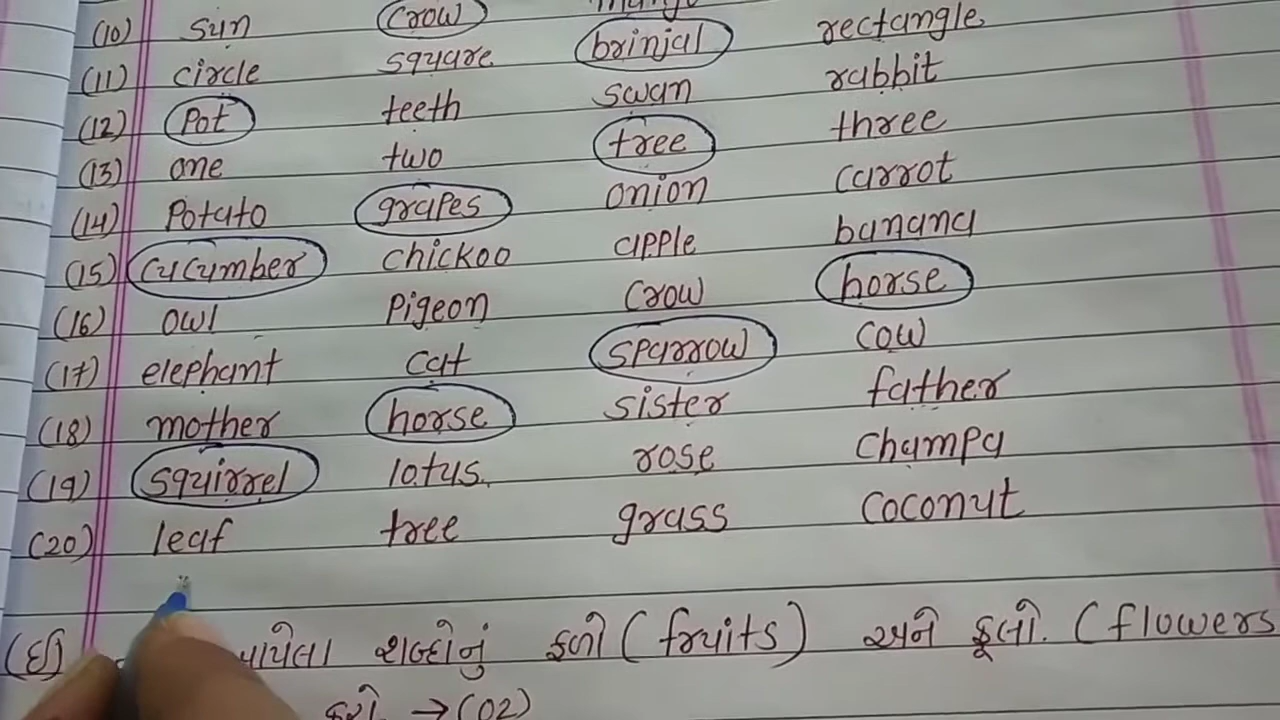 (10) sun crow rectangle
(11) circle square brinjal rabbit
(12) Pot teeth swan three
(13) one two tree carrot
(14) Potato grapes onion banana
(15) cucumber chickoo apple horse
(16) owl Pigeon crow cow
(17) elephant cat sparrow father
(18) mother horse sister champa
(19) squirrel lotus rose coconut
(20) leaf tree grass
(ઈ) શબ્દોનું ફળો (fruits) અને ફૂલો. (flowers
કરો → (02)